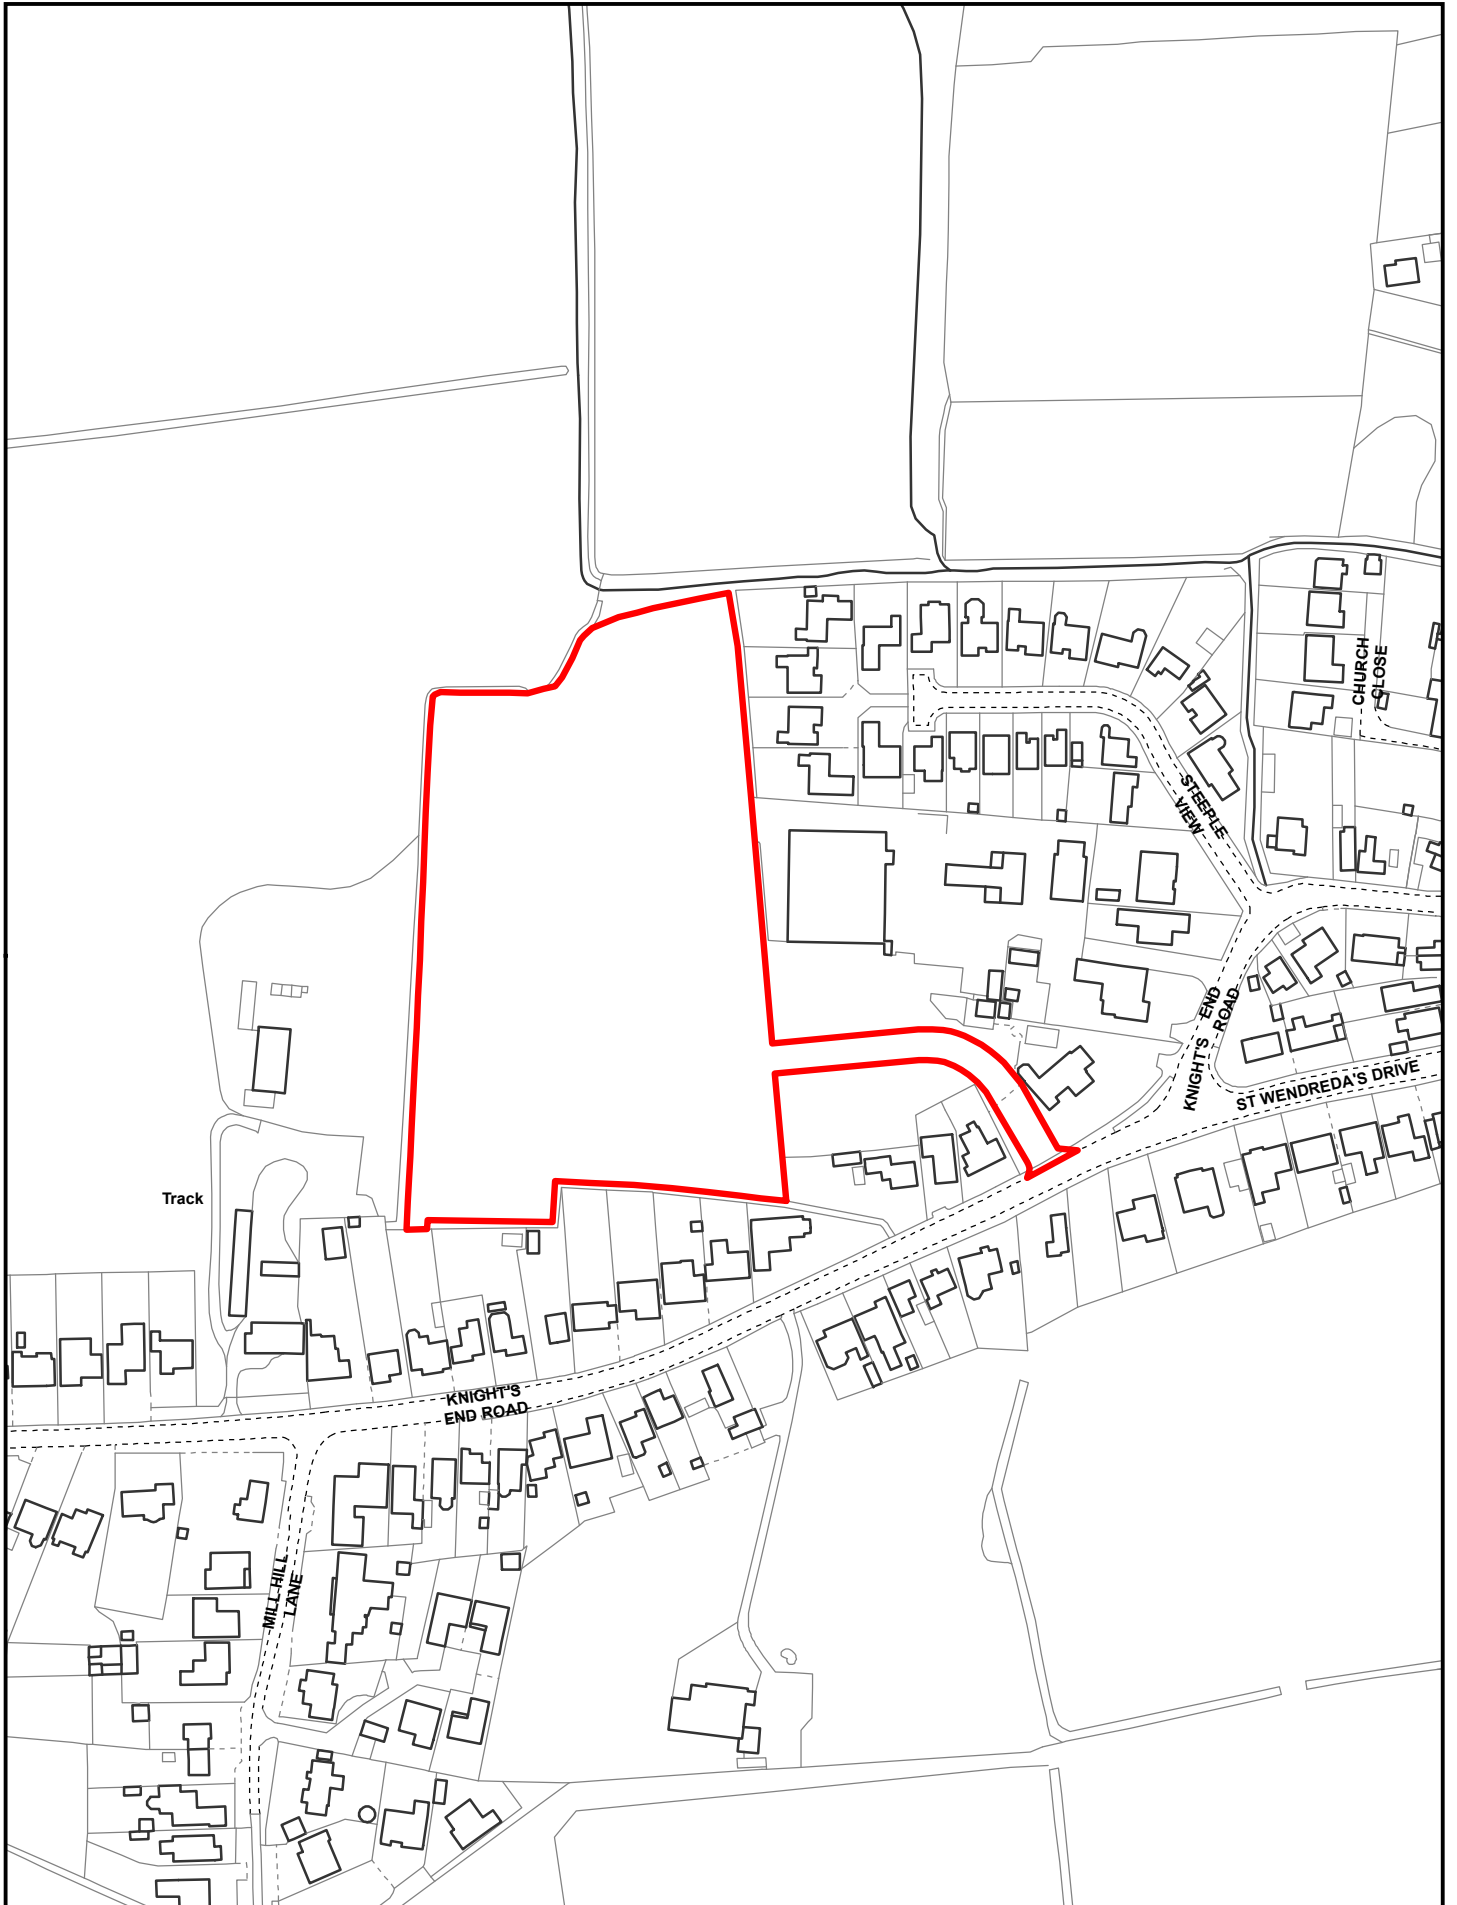 CHURCH
CLOSE
STEEPLE
VIEW
KNIGHT'S END
ROAD
ST WENDREDA'S DRIVE
Track
KNIGHT'S
END ROAD
MILL HILL
LANE